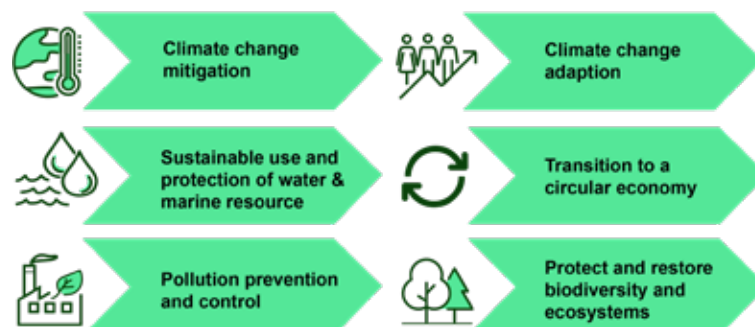 Climate change
mitigation
Climate change
adaption
Sustainable use and
protection of water &
marine resource
Transition to a
circular economy
Pollution prevention
and control
Protect and restore
biodiversity and
ecosystems